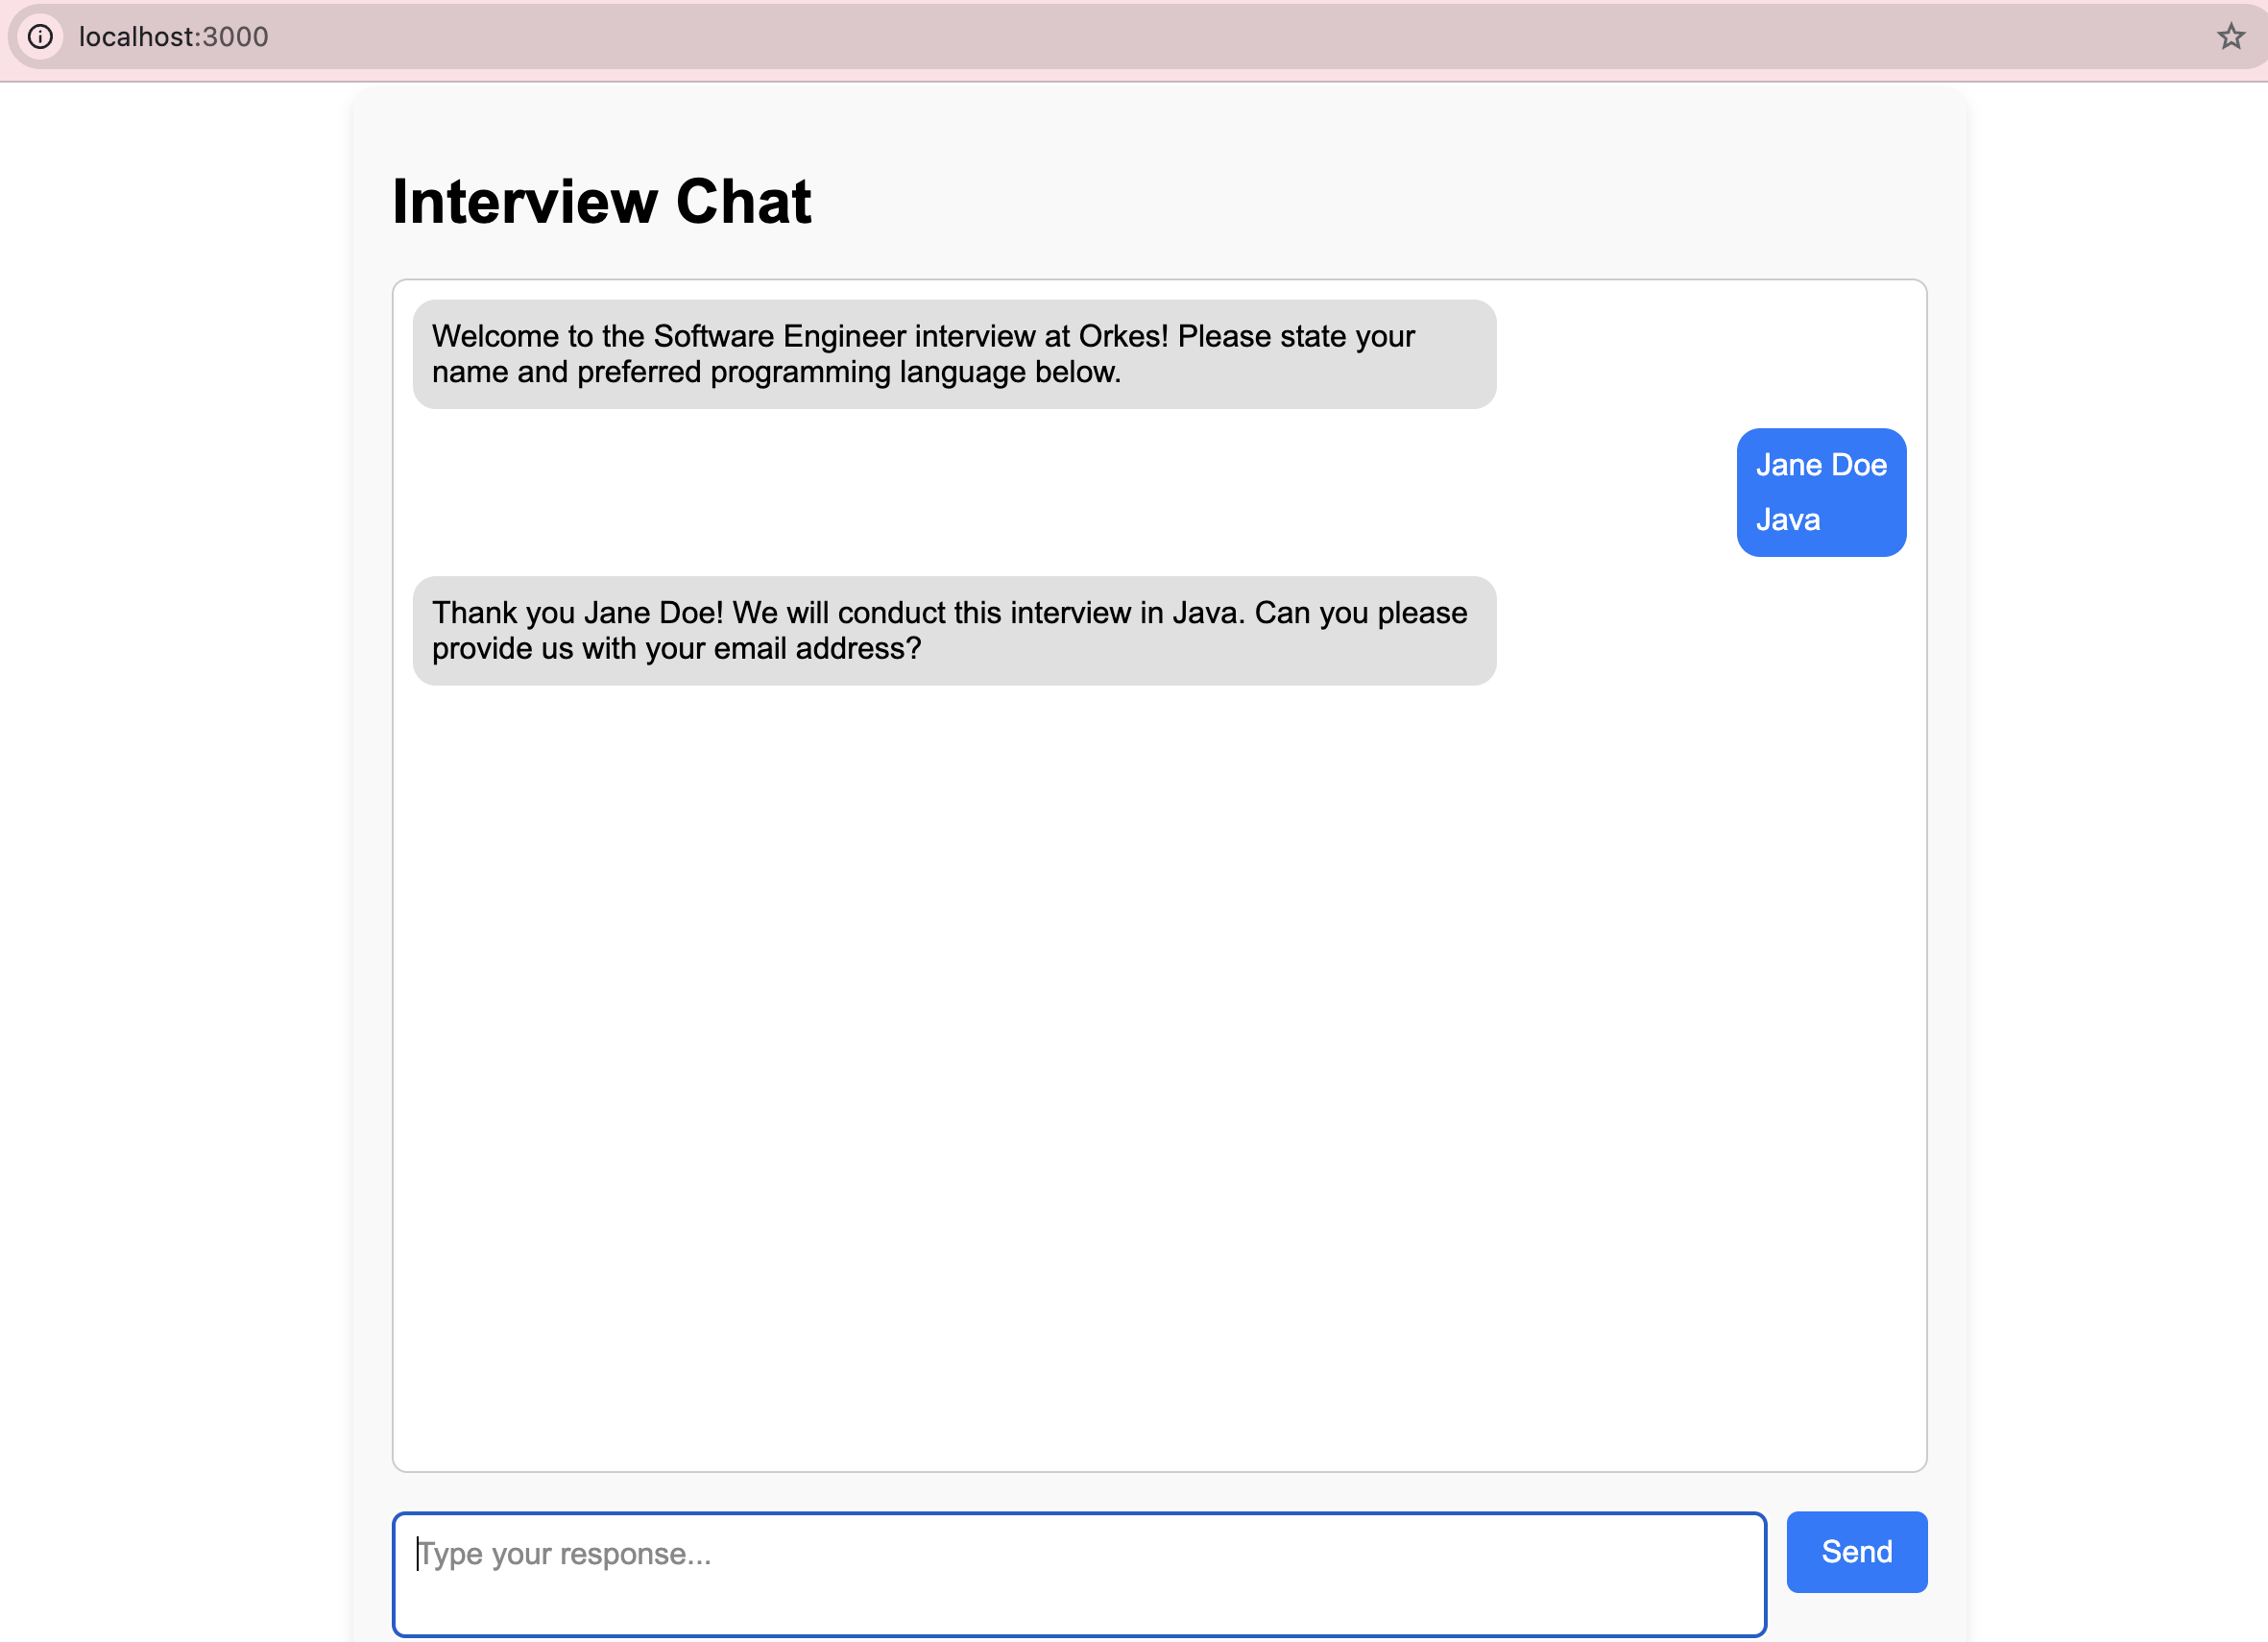 localhost:3000
Interview Chat
Welcome to the Software Engineer interview at Orkes! Please state your
name and preferred programming language below.
Jane Doe
Java
Thank you Jane Doe! We will conduct this interview in Java. Can you please
provide us with your email address?
Type your response...
Send